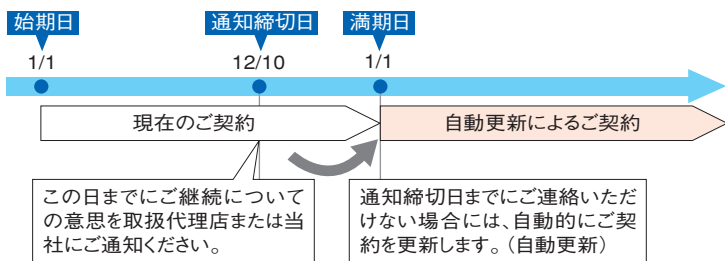 始期日
通知締切日
満期日
1/1
12/10
1/1
現在のご契約
自動更新によるご契約
この日までにご継続について
の意思を取扱代理店または当
社にご通知ください。
通知締切日までにご連絡いただ
けない場合には、自動的にご契
約を更新します。（自動更新）